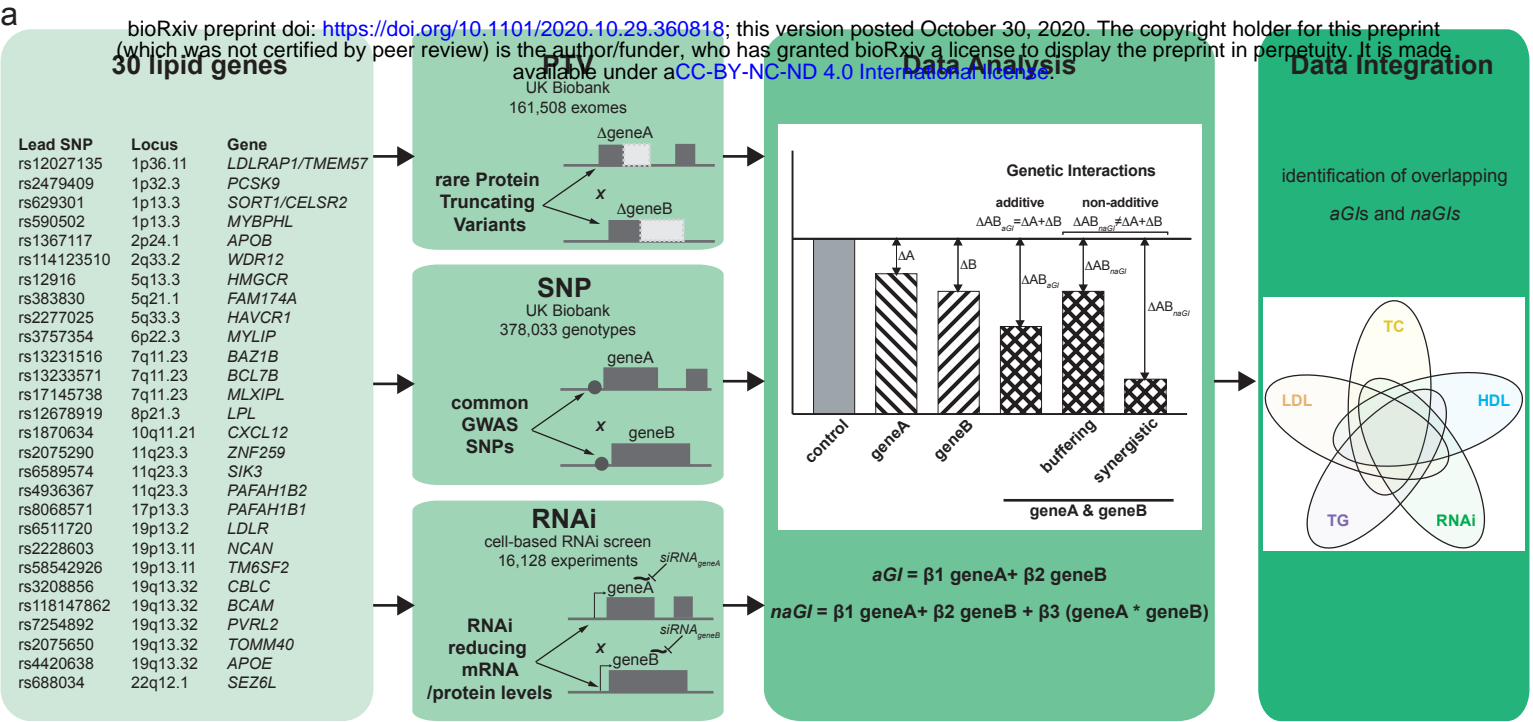 a
bioRxiv preprint doi: https://doi.org/10.1101/2020.10.29.360818; this version posted October 30, 2020. The copyright holder for this preprint
(which was not certified by peer review) is the author/funder, who has granted bioRxiv a license to display the preprint in perpetuity. It is made
available under aCC-BY-NC-ND 4.0 International license.
30 lipid genes
Lead SNP Locus Gene
rs12027135 1p36.11 LDLRAP1/TMEM57
rs2479409 1p32.3 PCSK9
rs629301 1p13.3 SORT1/CELSR2
rs590502 1p13.3 MYBPHL
rs1367117 2p24.1 APOB
rs114123510 2q33.2 WDR12
rs12916 5q13.3 HMGCR
rs383830 5q21.1 FAM174A
rs2277025 5q33.3 HAVCR1
rs3757354 6p22.3 MYLIP
rs13231516 7q11.23 BAZ1B
rs13233571 7q11.23 BCL7B
rs17145738 7q11.23 MLXIPL
rs12678919 8p21.3 LPL
rs1870634 10q11.21 CXCL12
rs2075290 11q23.3 ZNF259
rs6589574 11q23.3 SIK3
rs4936367 11q23.3 PAFAH1B2
rs8068571 17p13.3 PAFAH1B1
rs6511720 19p13.2 LDLR
rs2228603 19p13.11 NCAN
rs58542926 19p13.11 TM6SF2
rs3208856 19q13.32 CBLC
rs118147862 19q13.32 BCAM
rs7254892 19q13.32 PVRL2
rs2075650 19q13.32 TOMM40
rs4420638 19q13.32 APOE
rs688034 22q12.1 SEZ6L
PTV
UK Biobank
161,508 exomes
ΔgeneA
rare Protein
Truncating
Variants
x
ΔgeneB
SNP
UK Biobank
378,033 genotypes
geneA
common
GWAS
SNPs
x
geneB
RNAi
cell-based RNAi screen
16,128 experiments
siRNAgeneA
geneA
RNAi
reducing
mRNA
/protein levels
x
siRNAgeneB
geneB
Data Analysis
Genetic Interactions
additive non-additive
ΔABaGI=ΔA+ΔB ΔABnaGI≠ΔA+ΔB
ΔA
ΔB
ΔABaGI
ΔABnaGI
ΔABnaGI
control
geneA
geneB
buffering
synergistic
geneA & geneB
aGI = β1 geneA+ β2 geneB
naGI = β1 geneA+ β2 geneB + β3 (geneA * geneB)
Data Integration
identification of overlapping
aGIs and naGIs
TC
LDL
HDL
TG
RNAi